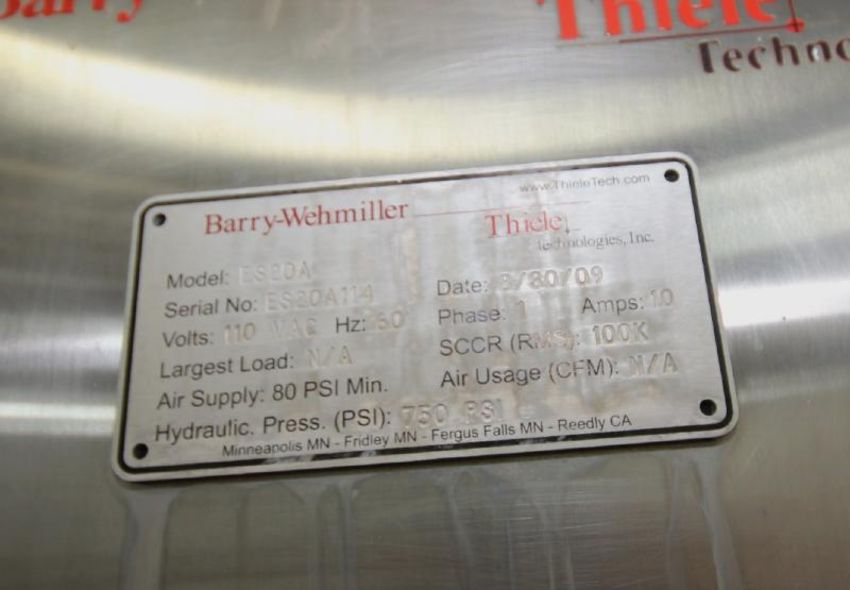 Barry
Thiele
Techno
www.ThieleTech.com
Barry-Wehmiller
Thiele
Technologies, Inc.
Model: ES20A
Serial No: ES20A114
Volts: 110 VAC Hz: 60
Largest Load: N/A
Air Supply: 80 PSI Min.
Hydraulic. Press. (PSI): 750 PSI
Date: /09
Phase: 1 Amps: 10
SCCR (RMS): 100K
Air Usage (CFM): N/A
Minneapolis MN - Fridley MN - Fergus Falls MN - Reedly CA